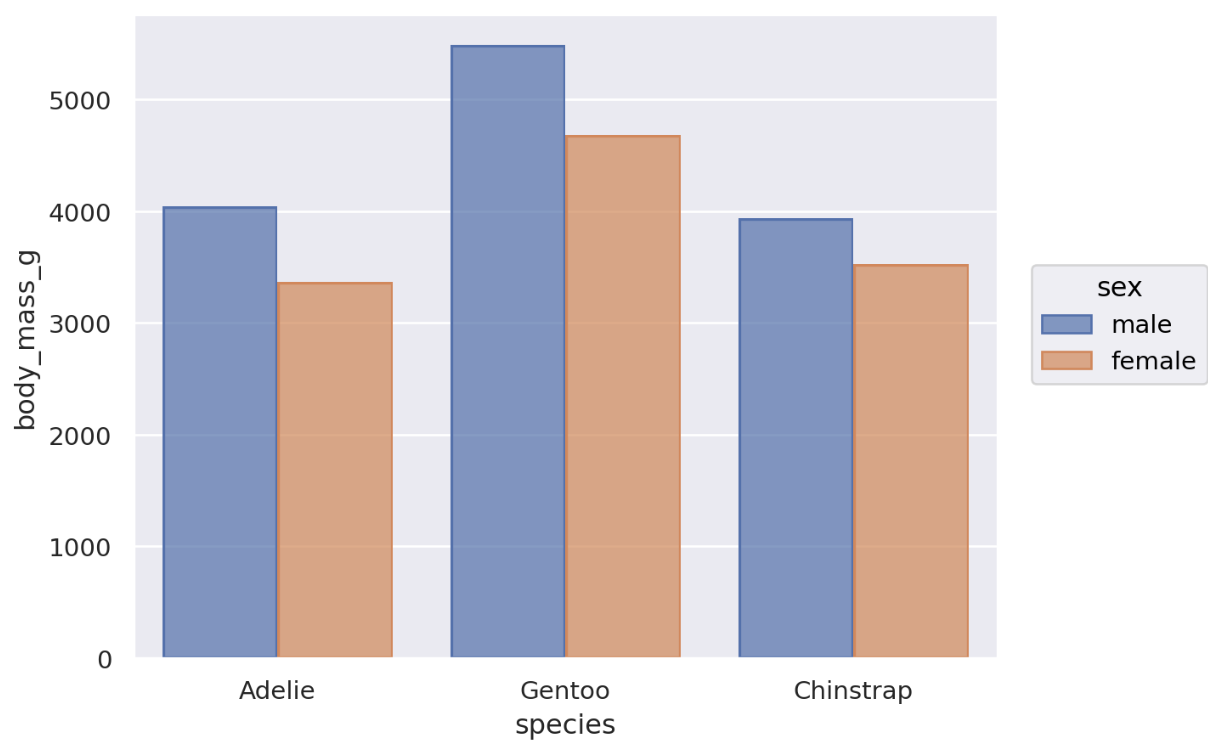 body_mass_g
5000
4000
3000
2000
1000
0
Adelie
Gentoo
Chinstrap
species
sex
male
female